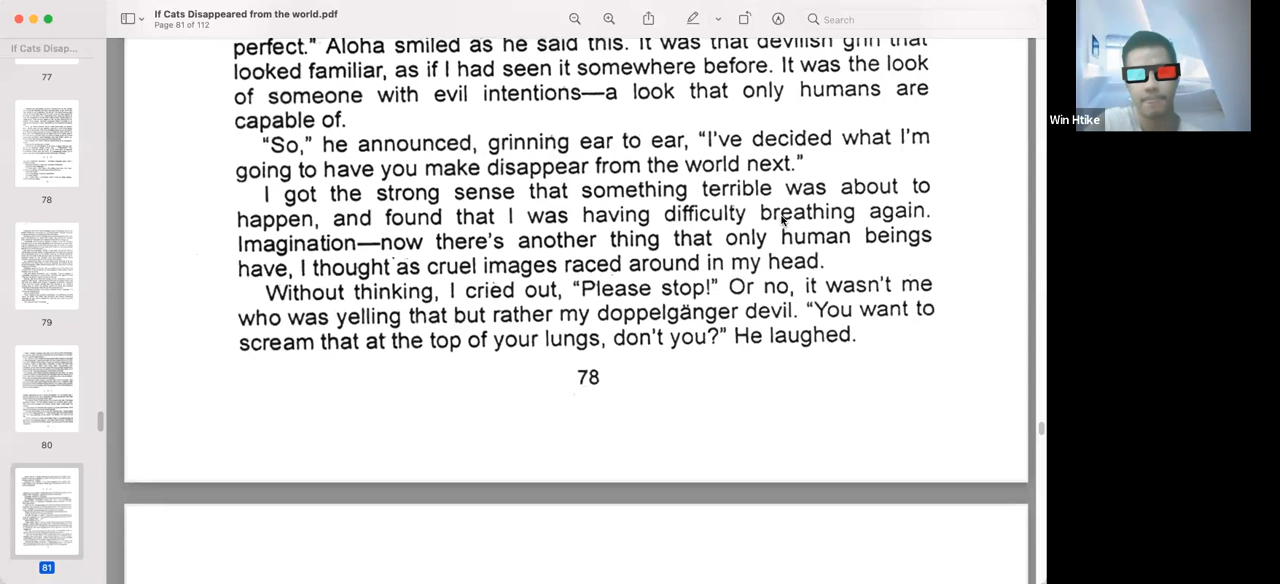 If Cats Disappeared from the world.pdf
Page 81 of 112
Search
If Cats Disap...
77
78
79
80
81
perfect." Aloha smiled as he said this. It was that devilish grin that
looked familiar, as if I had seen it somewhere before. It was the look
of someone with evil intentions—a look that only humans are
capable of.
"So," he announced, grinning ear to ear, "I've decided what I'm
going to have you make disappear from the world next."
I got the strong sense that something terrible was about to
happen, and found that I was having difficulty breathing again.
Imagination—now there's another thing that only human beings
have, I thought as cruel images raced around in my head.
Without thinking, I cried out, "Please stop!" Or no, it wasn't me
who was yelling that but rather my doppelgänger devil. "You want to
scream that at the top of your lungs, don't you?" He laughed.
78
Win Htike